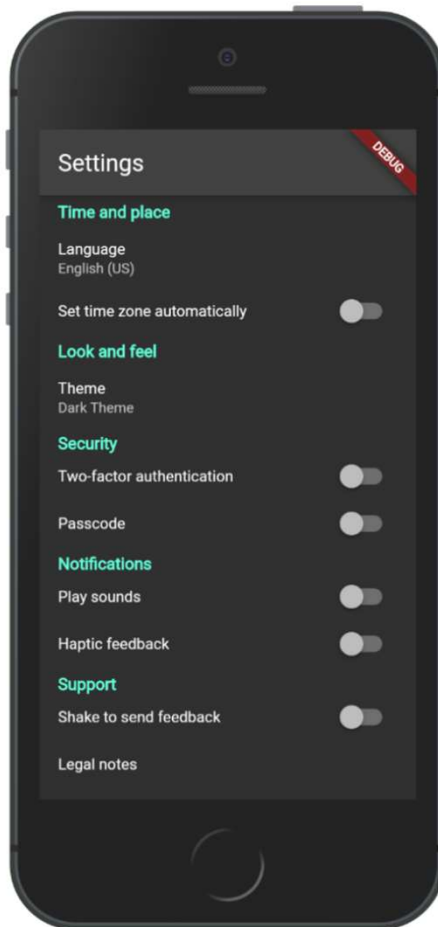 Settings
DEBUG
Time and place
Language
English (US)
Set time zone automatically
Look and feel
Theme
Dark Theme
Security
Two-factor authentication
Passcode
Notifications
Play sounds
Haptic feedback
Support
Shake to send feedback
Legal notes